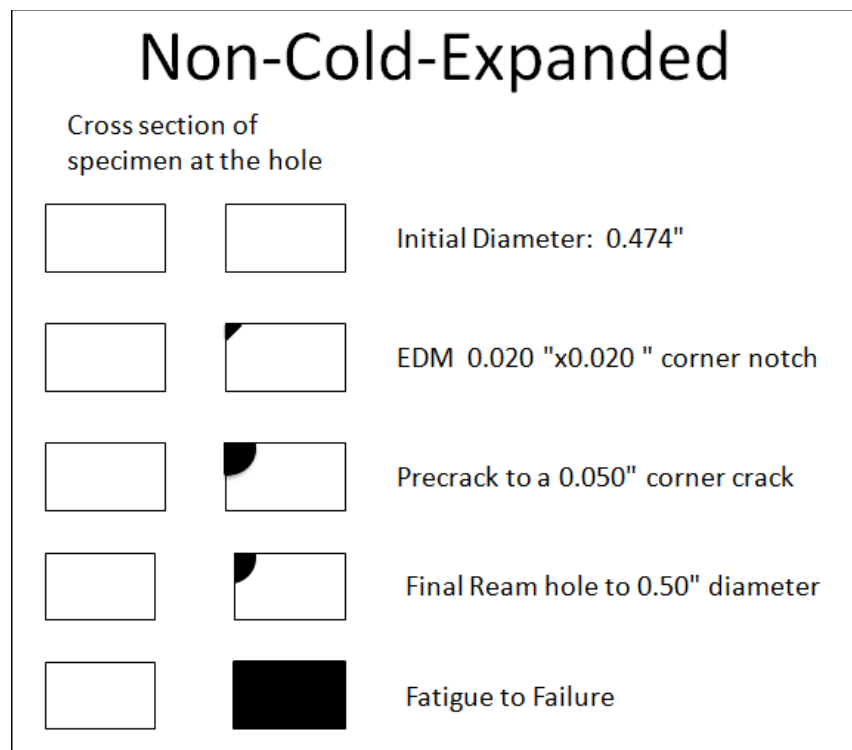 Non-Cold-Expanded
Cross section of
specimen at the hole
Initial Diameter: 0.474"
EDM 0.020 "x0.020 " corner notch
Precrack to a 0.050" corner crack
Final Ream hole to 0.50" diameter
Fatigue to Failure